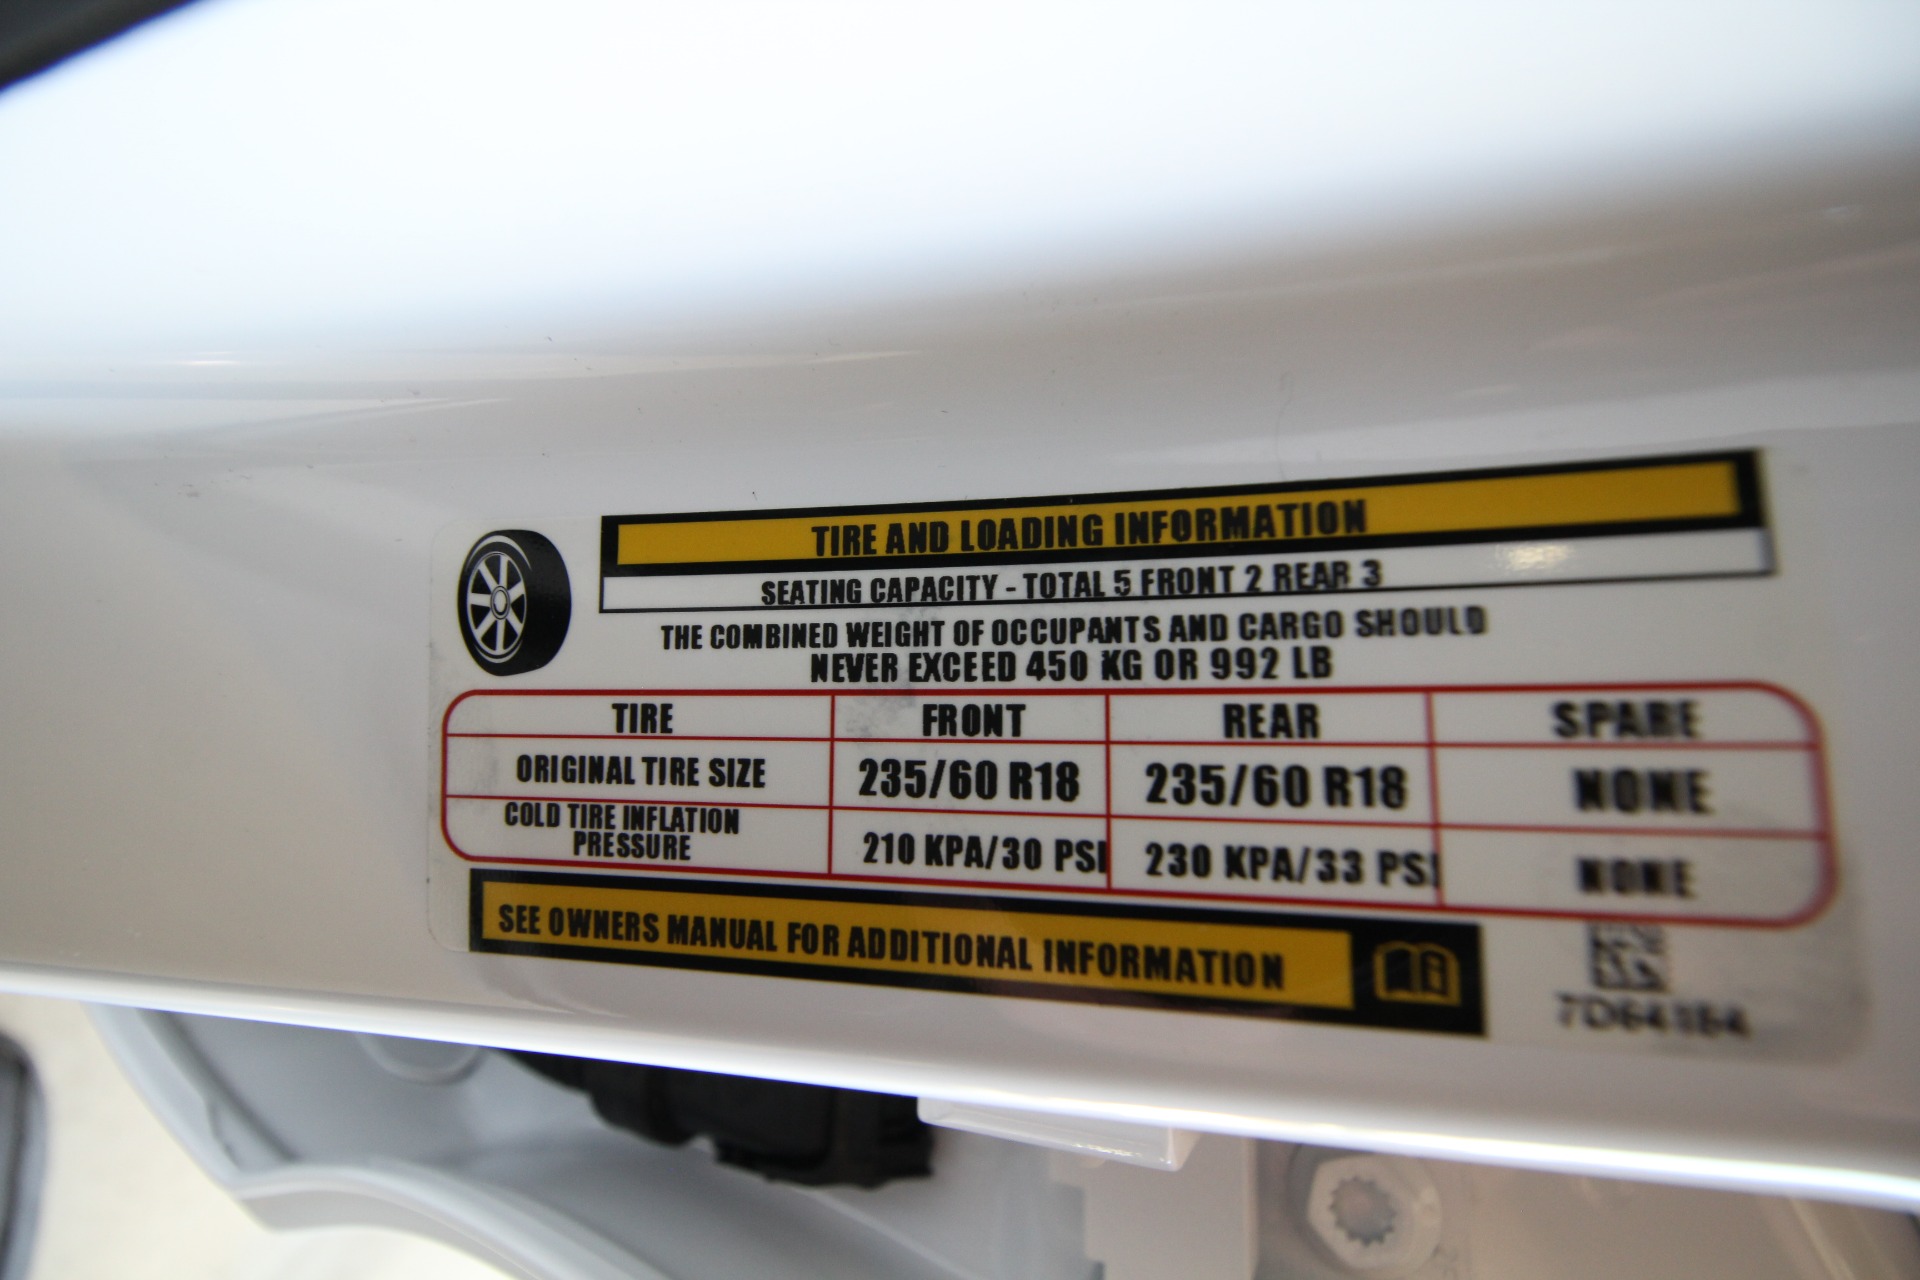 TIRE AND LOADING INFORMATION
SEATING CAPACITY - TOTAL 5 FRONT 2 REAR 3
THE COMBINED WEIGHT OF OCCUPANTS AND CARGO SHOULD
NEVER EXCEED 450 KG OR 992 LB
TIRE FRONT REAR SPARE
ORIGINAL TIRE SIZE 235/60 R18 235/60 R18 NONE
COLD TIRE INFLATION
PRESSURE 210 KPA/30 PSI 230 KPA/33 PSI NONE
SEE OWNERS MANUAL FOR ADDITIONAL INFORMATION